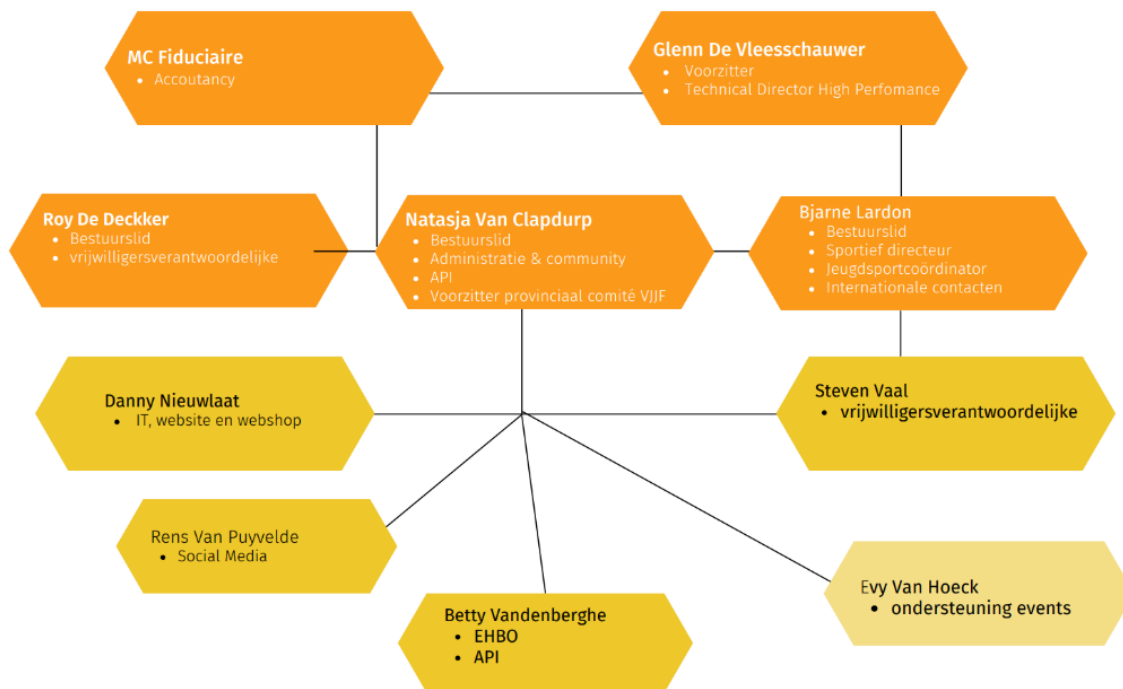 MC Fiduciaire
• Accoutancy
Glenn De Vleesschauwer
• Voorzitter
• Technical Director High Perfomance
Roy De Deckker
• Bestuurslid
• vrijwilligersverantwoordelijke
Natasja Van Clapdurp
• Bestuurslid
• Administratie & community
• API
• Voorzitter provinciaal comité VJJF
Bjarne Lardon
• Bestuurslid
• Sportief directeur
• Jeugdsportcoördinator
• Internationale contacten
Danny Nieuwlaat
• IT, website en webshop
Steven Vaal
• vrijwilligersverantwoordelijke
Rens Van Puyvelde
• Social Media
Betty Vandenberghe
• EHBO
• API
Evy Van Hoeck
• ondersteuning events